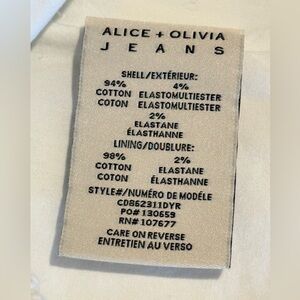 ALICE + OLIVIA
JEANS
SHELL/EXTÉRIEUR:
94% 4%
COTTON ELASTOMULTIESTER
COTON ELASTOMULTIESTER
2%
ELASTANE
ÉLASTHANNE
LINING/DOUBLURE:
98% 2%
COTTON ELASTANE
COTON ÉLASTHANNE
STYLE#/NUMÉRO DE MODÉLE
CD862311DYR
PO# 130659
RN# 107677
CARE ON REVERSE
ENTRETIEN AU VERSO